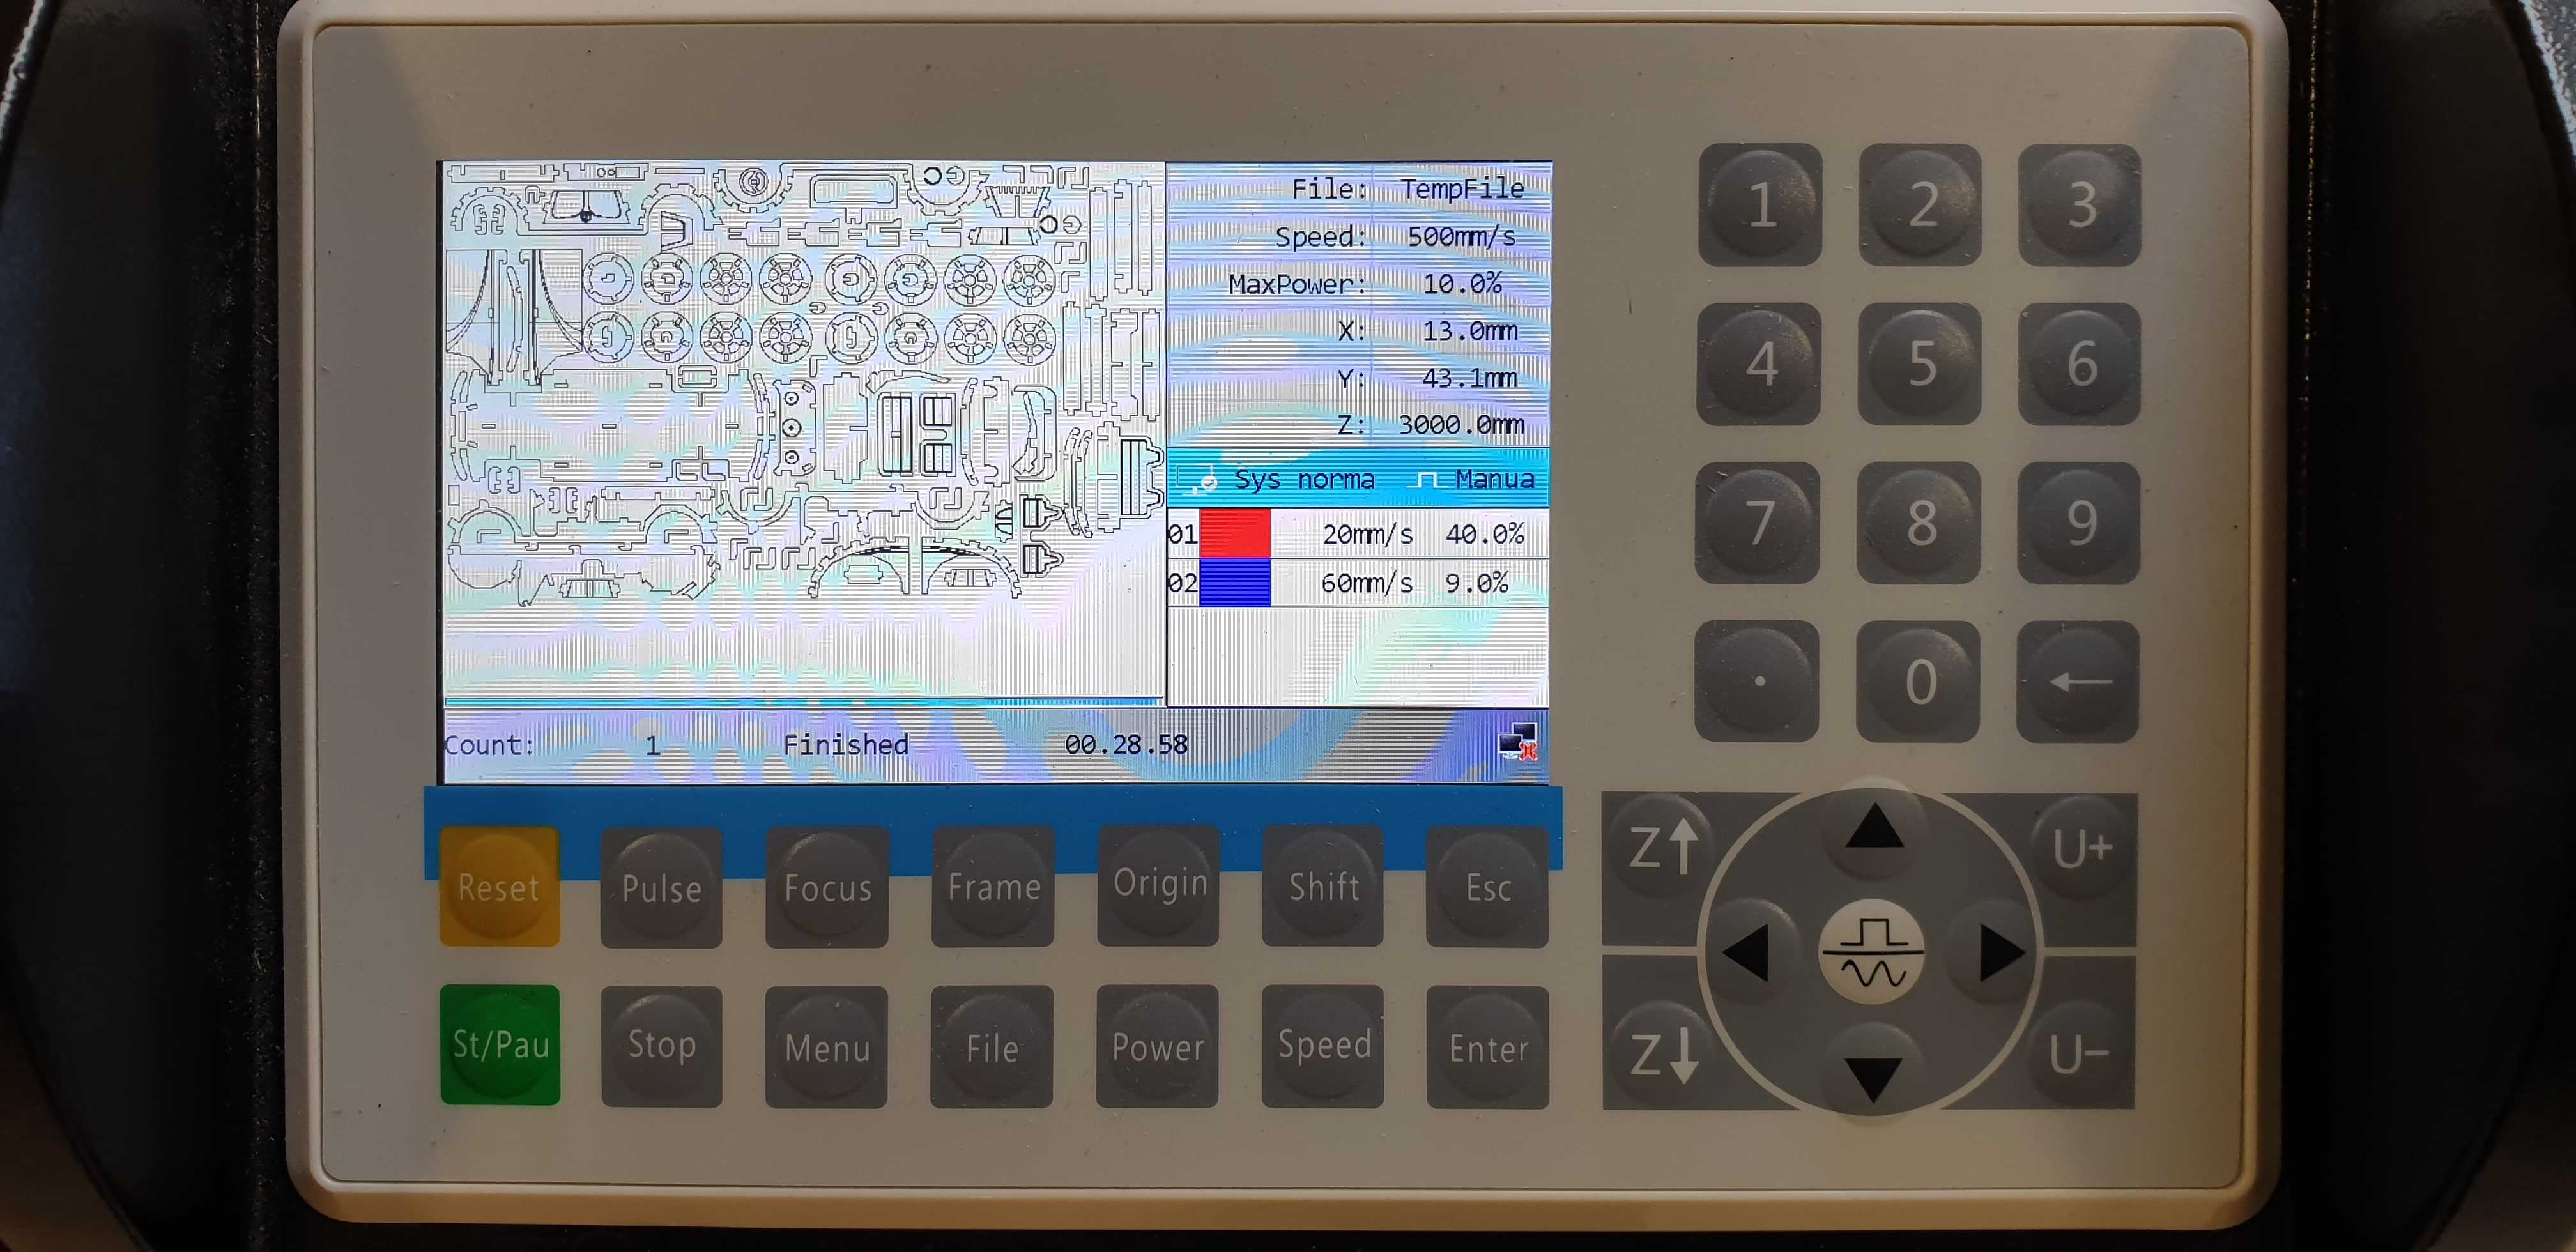 File: TempFile
Speed: 500mm/s
MaxPower: 10.0%
X: 13.0mm
Y: 43.1mm
Z: 3000.0mm
Sys norma Manua
01 20mm/s 40.0%
02 60mm/s 9.0%
Count: 1 Finished 00.28.58
1 2 3
4 5 6
7 8 9
. 0 ←
Reset Pulse Focus Frame Origin Shift Esc
St/Pau Stop Menu File Power Speed Enter
Z↑ U+
Z↓ U-